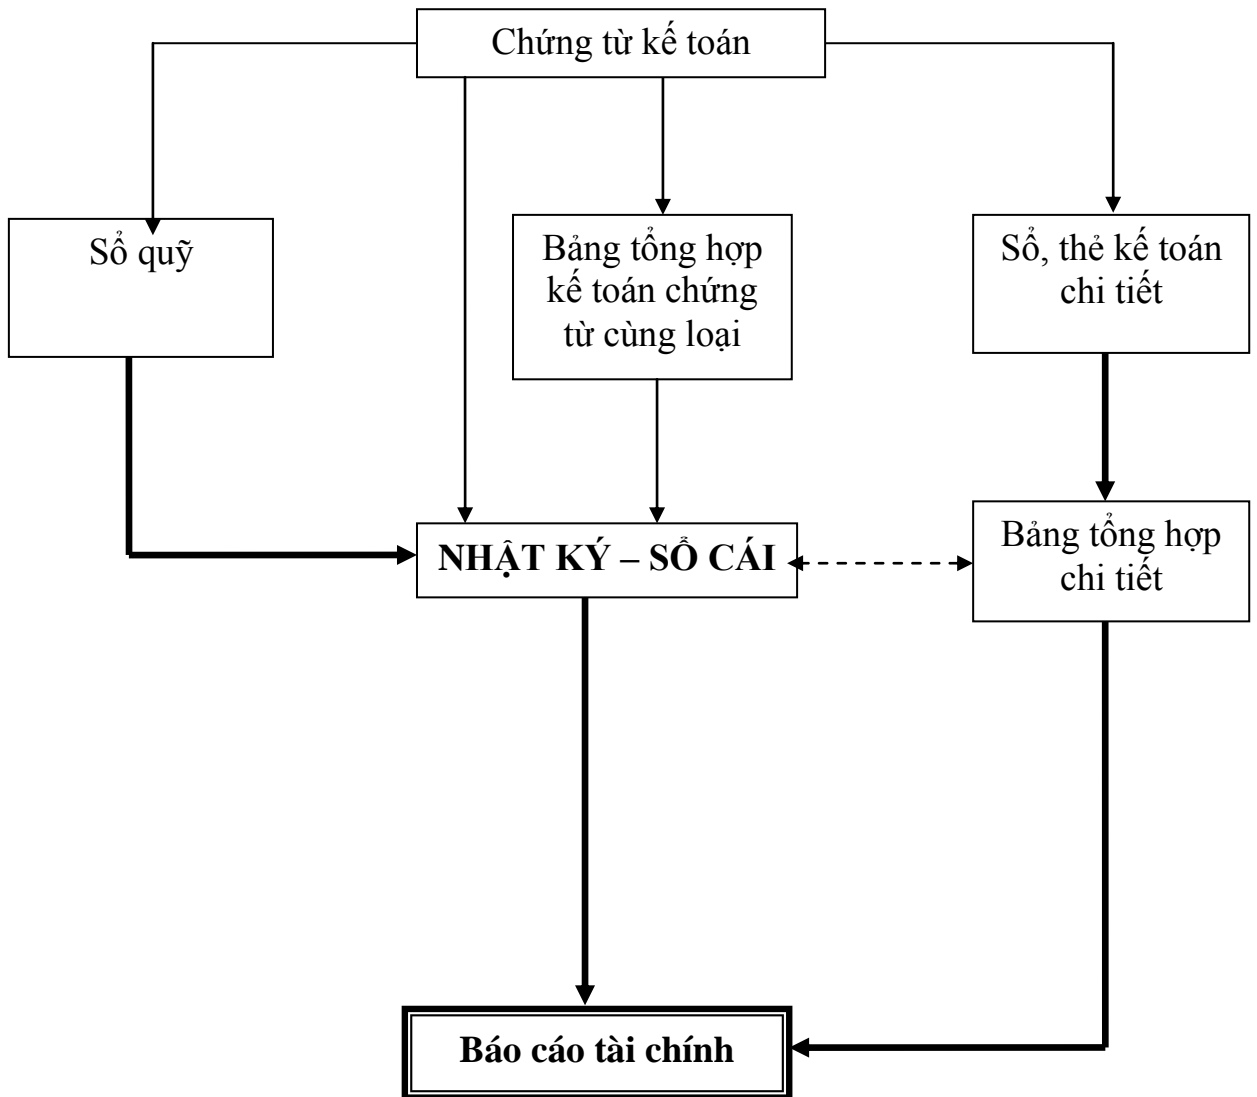 Chứng từ kế toán
Sổ quỹ
Bảng tổng hợp
kế toán chứng
từ cùng loại
Sổ, thẻ kế toán
chi tiết
NHẬT KÝ – SỔ CÁI
Bảng tổng hợp
chi tiết
Báo cáo tài chính